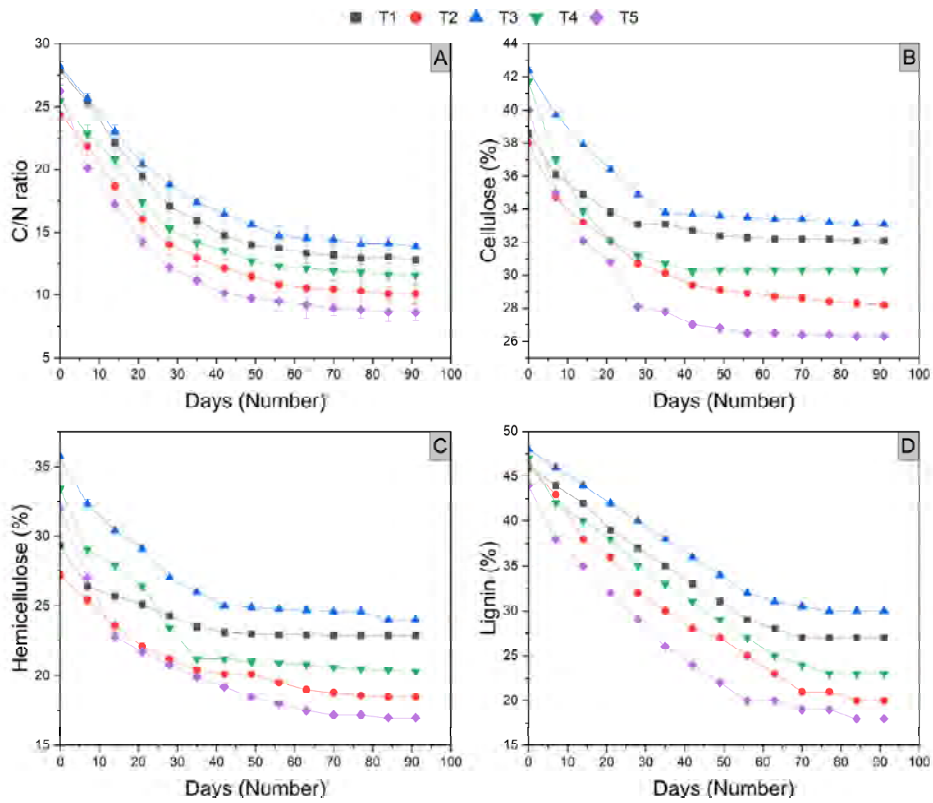 T1 T2 T3 T4 T5
A
30
25
20
15
10
5
C/N ratio
0 10 20 30 40 50 60 70 80 90 100
Days (Number)
B
44
42
40
38
36
34
32
30
28
26
Cellulose (%)
0 10 20 30 40 50 60 70 80 90 100
Days (Number)
C
35
30
25
20
15
Hemicellulose (%)
0 10 20 30 40 50 60 70 80 90 100
Days (Number)
D
50
45
40
35
30
25
20
15
Lignin (%)
0 10 20 30 40 50 60 70 80 90 100
Days (Number)